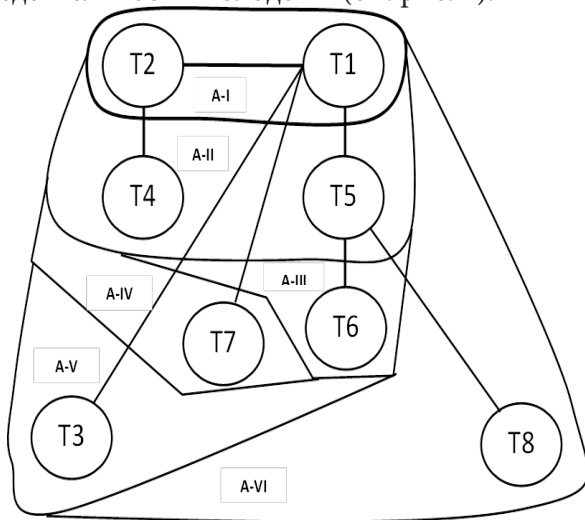 T2 T1
A-I
A-II
T4 T5
A-III
A-IV
T7 T6
A-V
T3 T8
A-VI